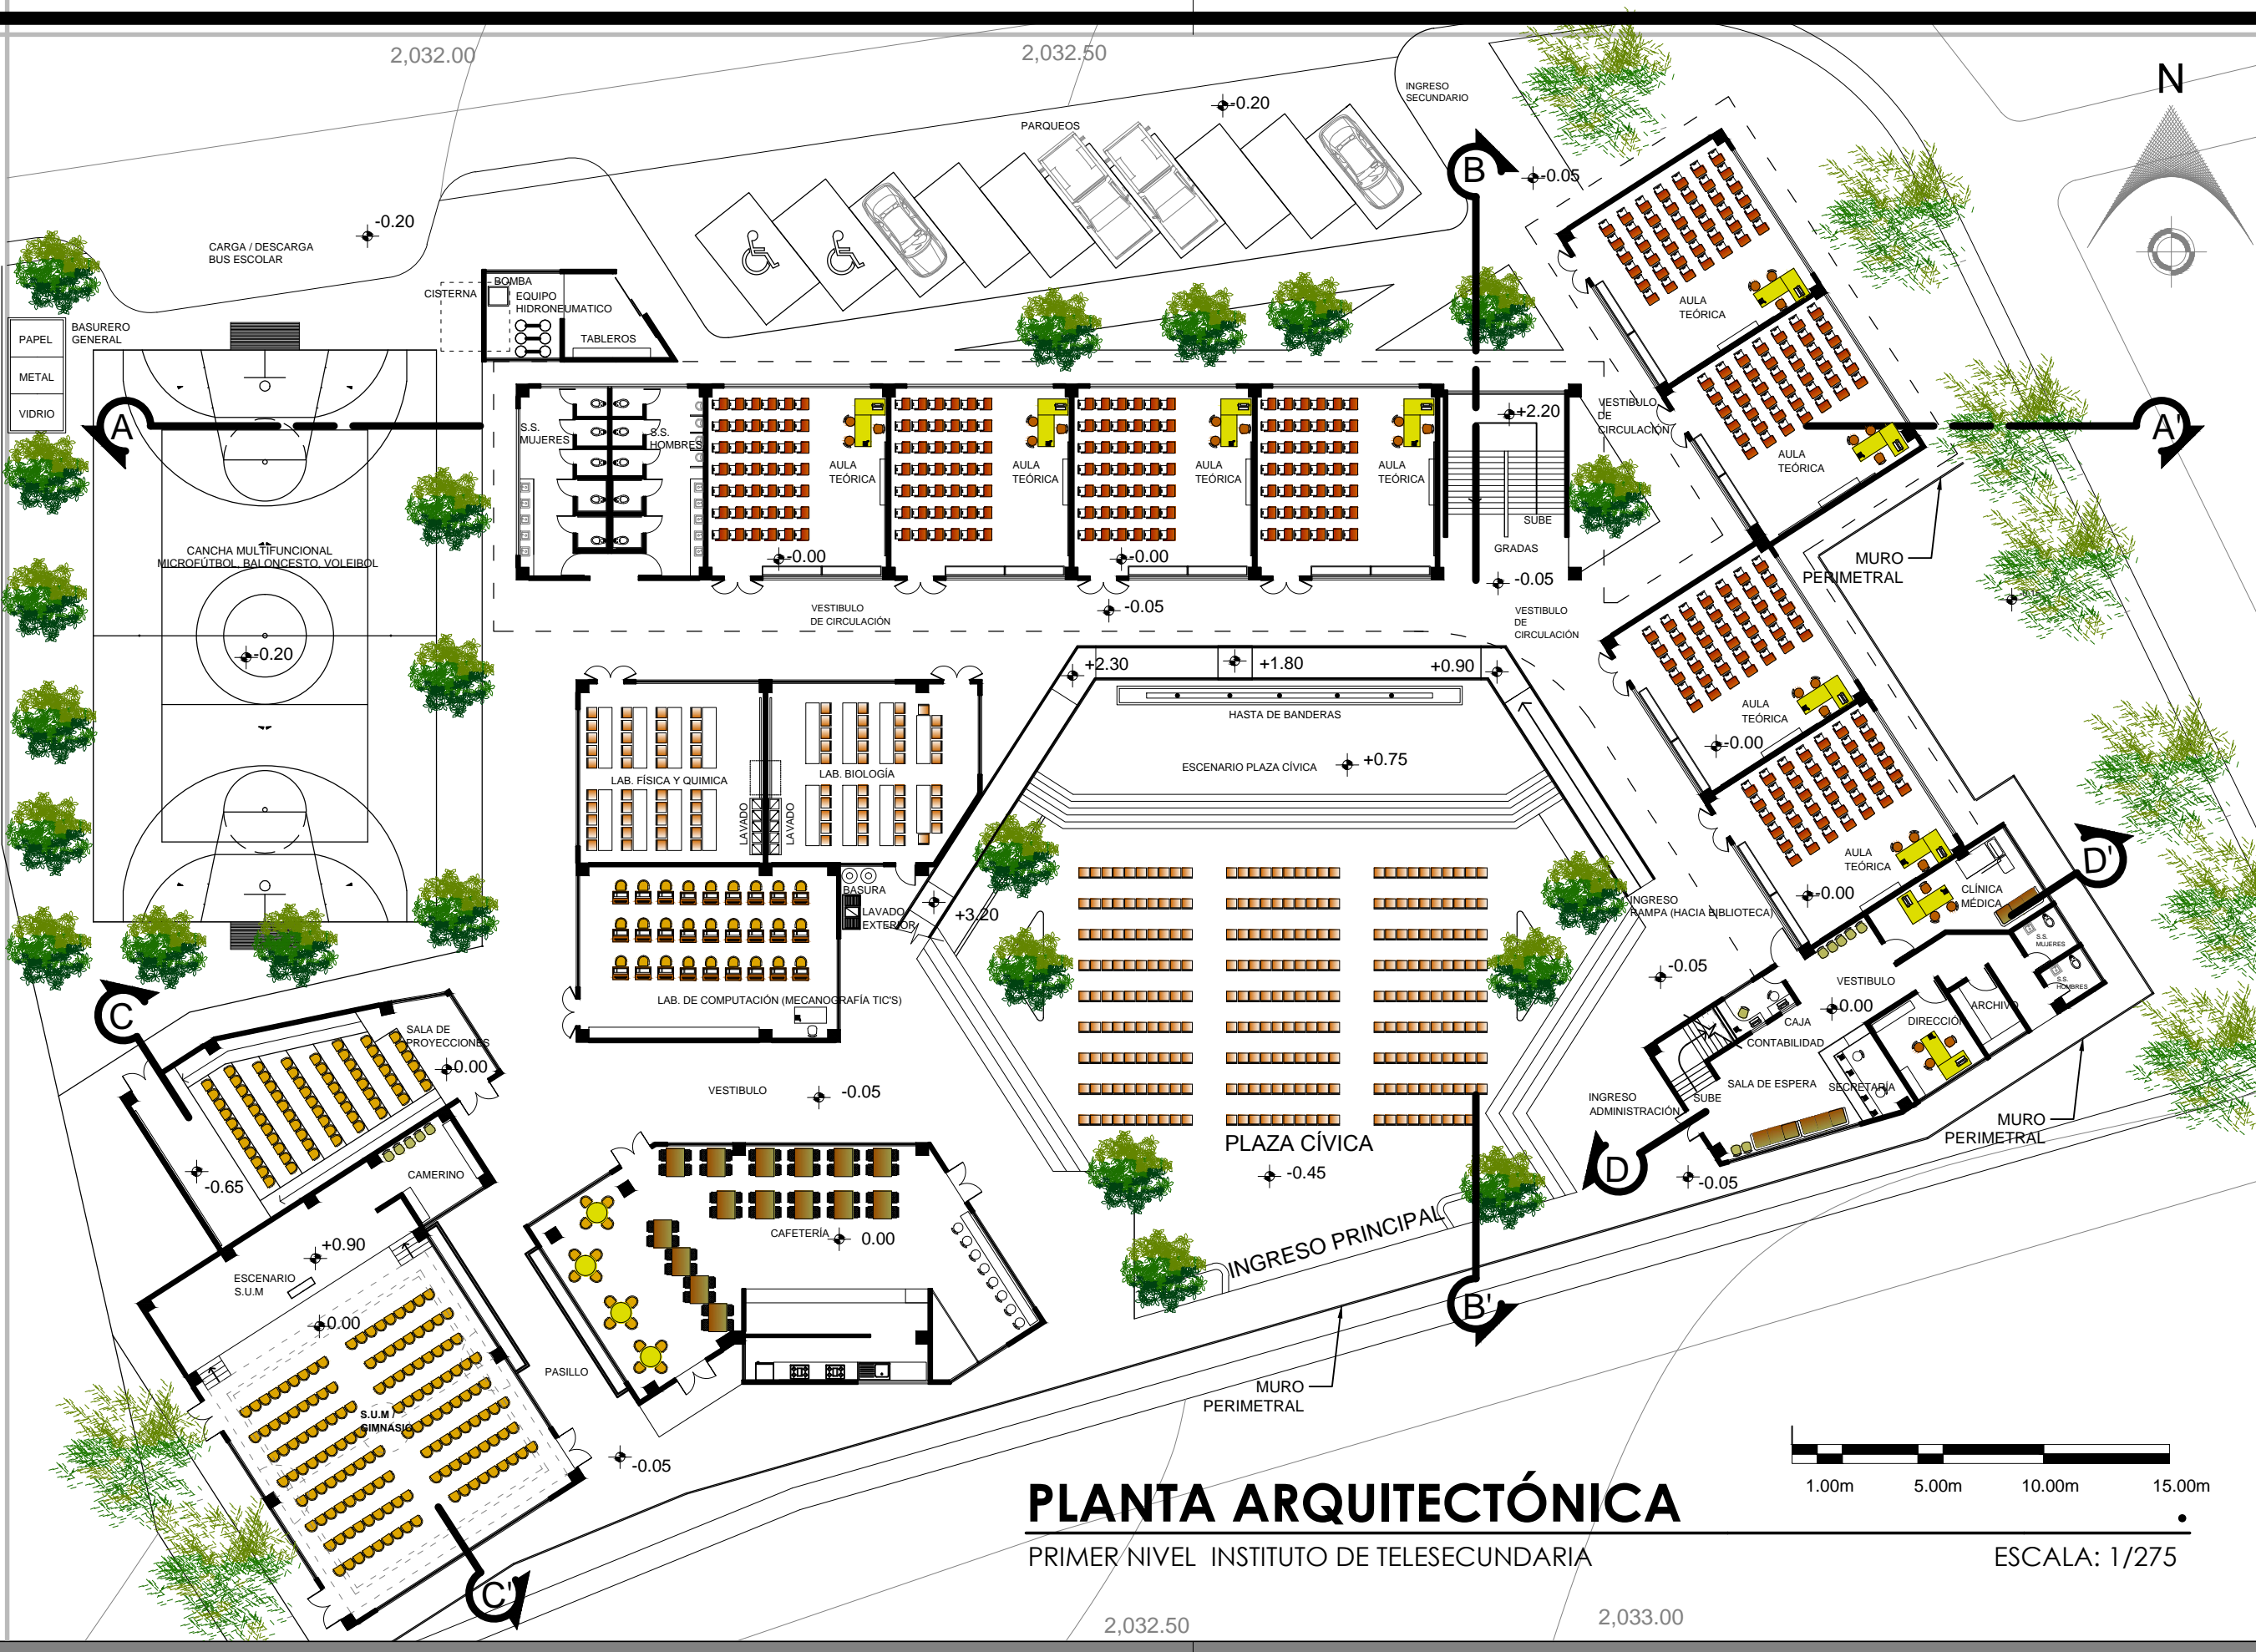 2,032.00
2,032.50
N
INGRESO
SECUNDARIO
-0.20
PARQUEOS
B
-0.05
-0.20
CARGA / DESCARGA
BUS ESCOLAR
BOMBA
CISTERNA
EQUIPO
HIDRONEUMATICO
TABLEROS
BASURERO
GENERAL
PAPEL
METAL
VIDRIO
AULA
TEÓRICA
A
A'
S.S.
MUJERES
S.S.
HOMBRES
AULA
TEÓRICA
AULA
TEÓRICA
AULA
TEÓRICA
AULA
TEÓRICA
+2.20
VESTIBULO
DE
CIRCULACIÓN
AULA
TEÓRICA
SUBE
GRADAS
-0.00
-0.00
-0.05
CANCHA MULTIFUNCIONAL
MICROFÚTBOL, BALONCESTO, VOLEIBOL
MURO
PERIMETRAL
VESTIBULO
DE CIRCULACIÓN
-0.05
VESTIBULO
DE
CIRCULACIÓN
-0.20
+2.30
+1.80
+0.90
HASTA DE BANDERAS
AULA
TEÓRICA
-0.00
ESCENARIO PLAZA CÍVICA
+0.75
LAB. FÍSICA Y QUIMICA
LAB. BIOLOGÍA
LAVADO
LAVADO
AULA
TEÓRICA
-0.00
CLÍNICA
MÉDICA
D'
BASURA
LAVADO
EXTERIOR
+3.20
INGRESO
RAMPA (HACIA BIBLIOTECA)
S.S.
MUJERES
S.S.
HOMBRES
-0.05
VESTIBULO
0.00
ARCHIVO
DIRECCIÓN
CAJA
CONTABILIDAD
LAB. DE COMPUTACIÓN (MECANOGRAFÍA TIC'S)
C
SALA DE
PROYECCIONES
0.00
VESTIBULO
-0.05
SALA DE ESPERA
SECRETARÍA
INGRESO
ADMINISTRACIÓN
SUBE
MURO
PERIMETRAL
PLAZA CÍVICA
-0.45
D
-0.05
-0.65
CAMERINO
CAFETERÍA
0.00
INGRESO PRINCIPAL
+0.90
ESCENARIO
S.U.M
0.00
B'
PASILLO
MURO
PERIMETRAL
S.U.M /
GIMNASIO
-0.05
1.00m
5.00m
10.00m
15.00m
PLANTA ARQUITECTÓNICA
.
PRIMER NIVEL INSTITUTO DE TELESECUNDARIA
ESCALA: 1/275
C'
2,032.50
2,033.00